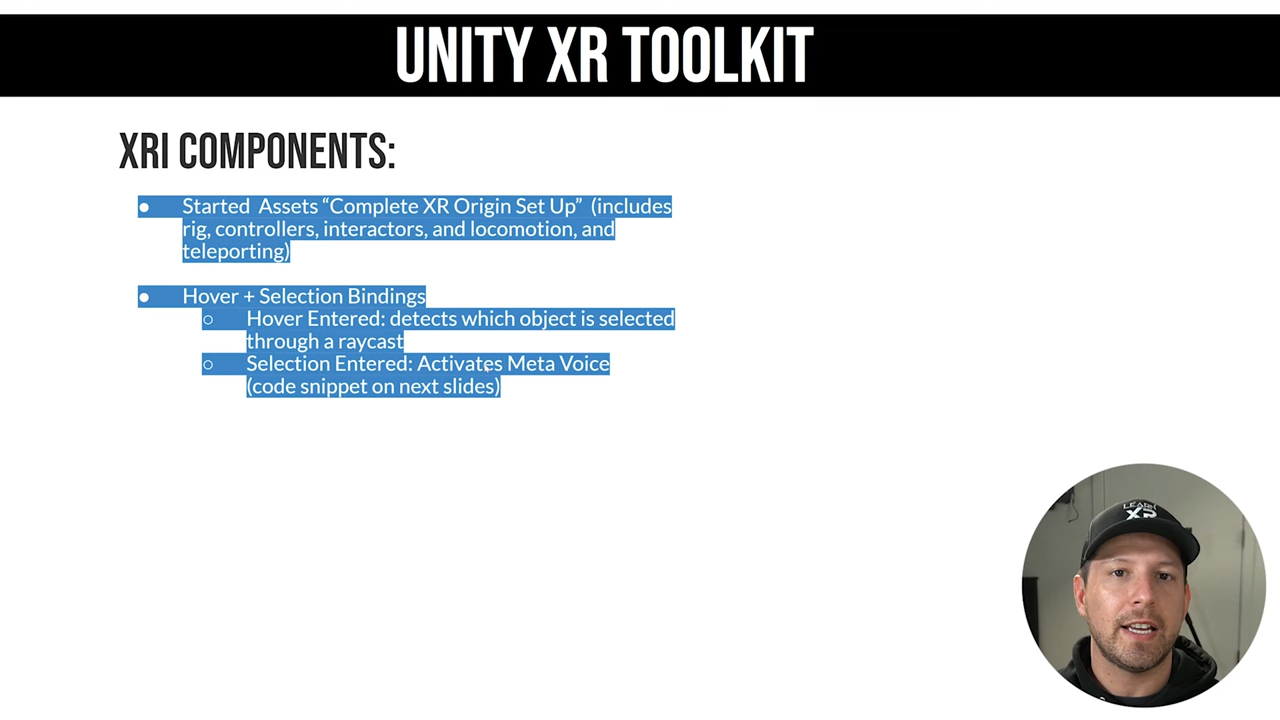 UNITY XR TOOLKIT
XRI COMPONENTS:
● Started Assets “Complete XR Origin Set Up” (includes
rig, controllers, interactors, and locomotion, and
teleporting)
● Hover + Selection Bindings
○ Hover Entered: detects which object is selected
through a raycast
○ Selection Entered: Activates Meta Voice
(code snippet on next slides)
LEARN
XR